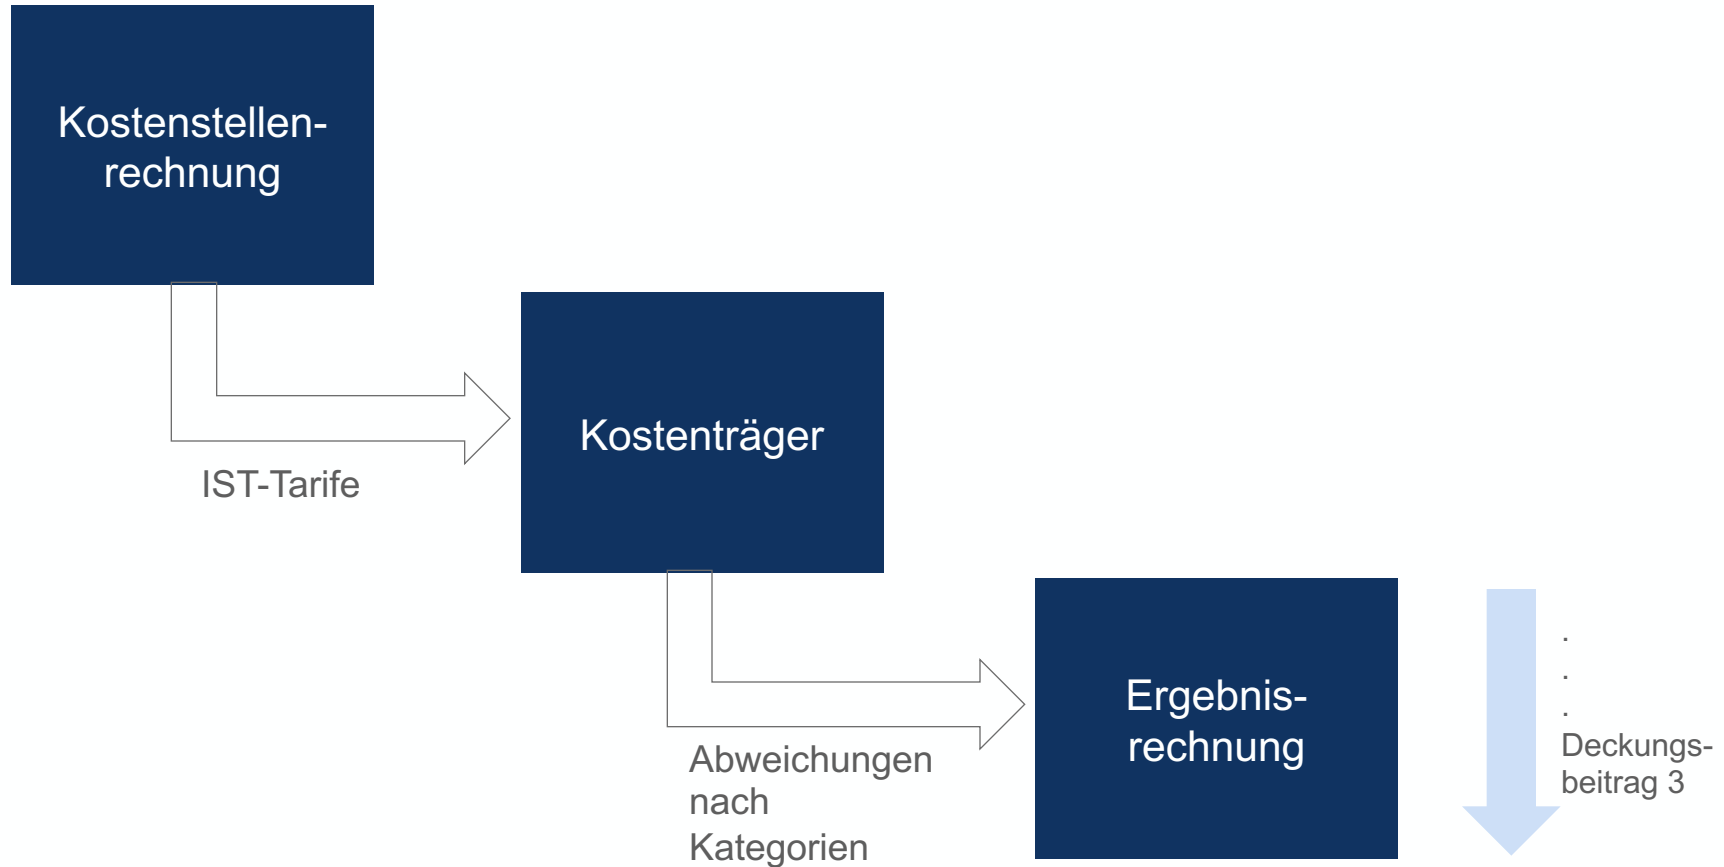 Kostenstellen-
rechnung
IST-Tarife
Kostenträger
Abweichungen
nach
Kategorien
Ergebnis-
rechnung
.
.
.
Deckungs-
beitrag 3